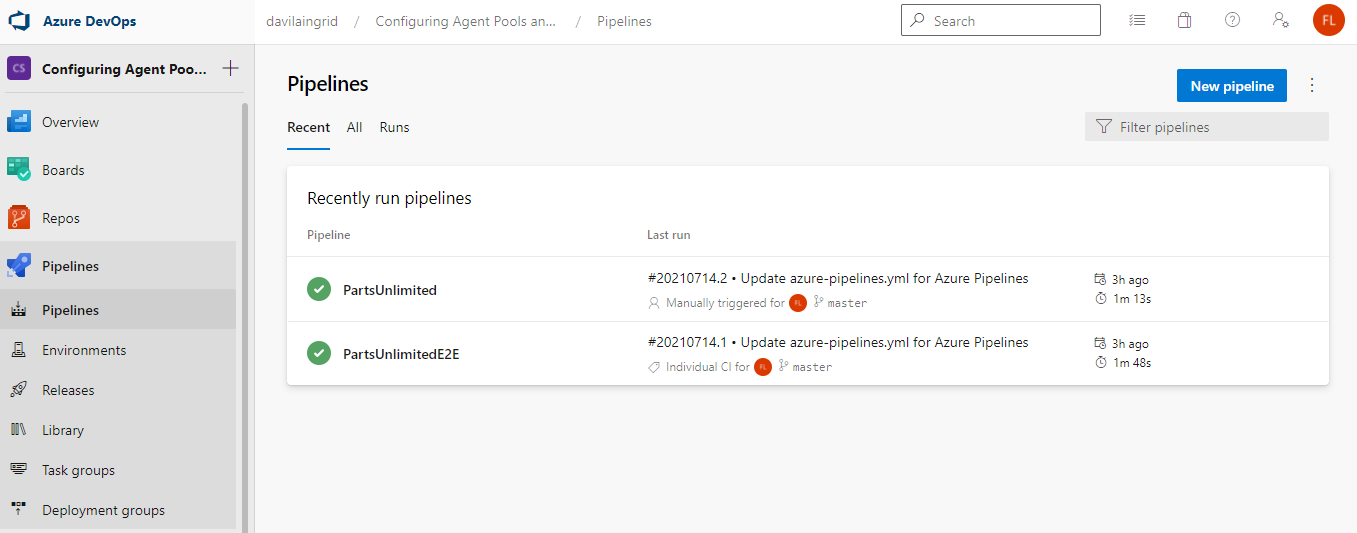 Azure DevOps
davilaingrid / Configuring Agent Pools an... / Pipelines
Search
FL
CS Configuring Agent Poo...
Overview
Boards
Repos
Pipelines
Pipelines
Environments
Releases
Library
Task groups
Deployment groups
Pipelines
New pipeline
Recent All Runs
Filter pipelines
Recently run pipelines
Pipeline Last run
PartsUnlimited
#20210714.2 • Update azure-pipelines.yml for Azure Pipelines
Manually triggered for FL master
3h ago
1m 13s
PartsUnlimitedE2E
#20210714.1 • Update azure-pipelines.yml for Azure Pipelines
Individual CI for FL master
3h ago
1m 48s